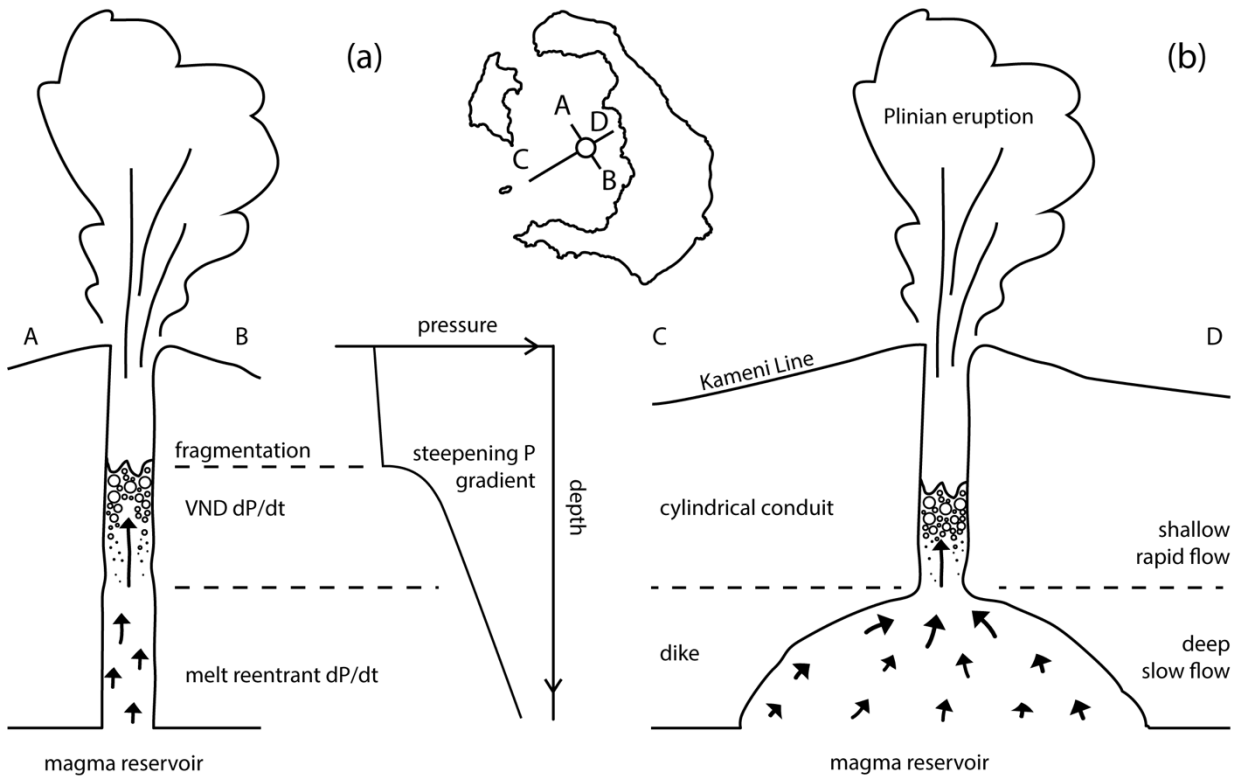 (a)
A
B
fragmentation
VND dP/dt
melt reentrant dP/dt
magma reservoir
pressure
steepening P
gradient
depth
A
D
C
B
(b)
Plinian eruption
C
D
Kameni Line
cylindrical conduit
shallow
rapid flow
dike
deep
slow flow
magma reservoir